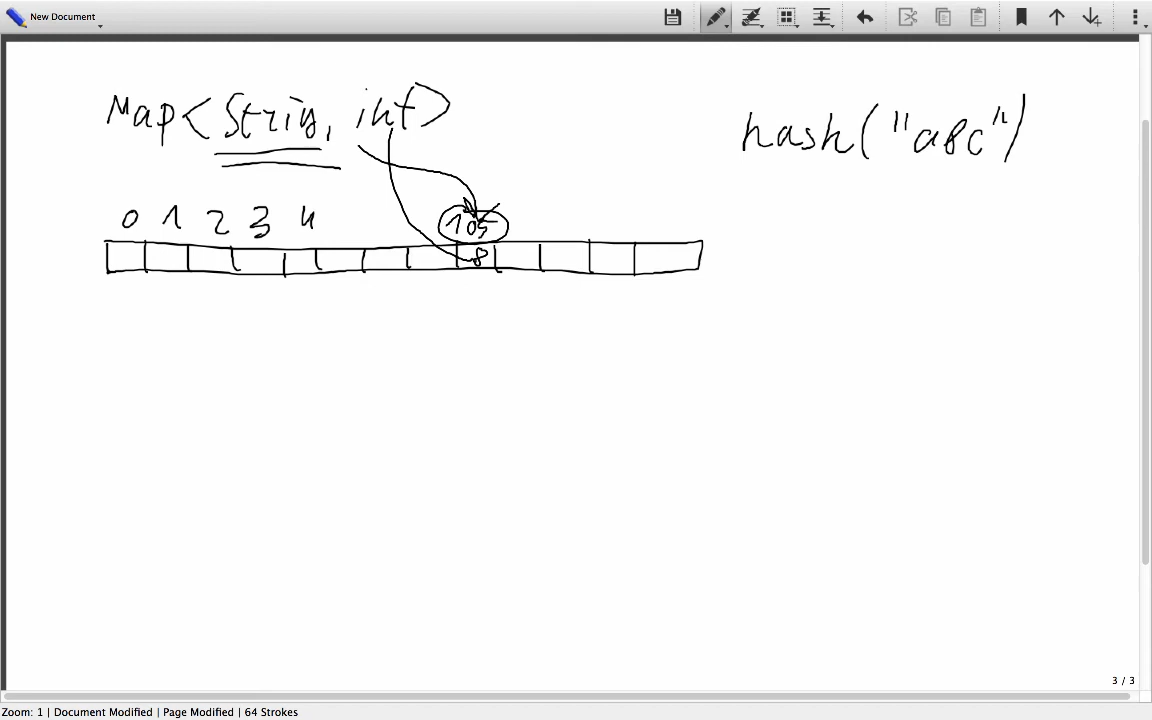 New Document
Map<String, int>
hash("abc")
0 1 2 3 4
105
8
3 / 3
Zoom: 1 | Document Modified | Page Modified | 64 Strokes